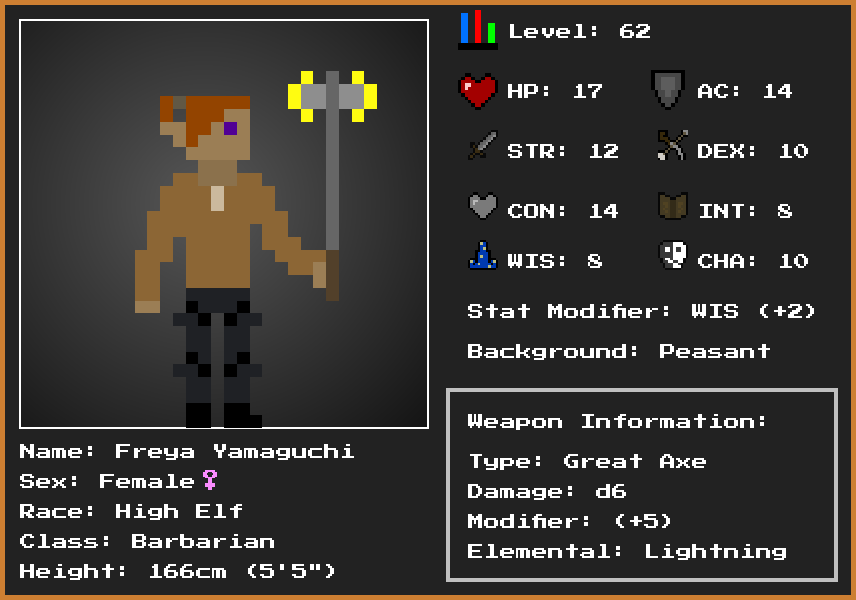 Level: 62
HP: 17
AC: 14
STR: 12
DEX: 10
CON: 14
INT: 8
WIS: 8
CHA: 10
Stat Modifier: WIS (+2)
Background: Peasant
Name: Freya Yamaguchi
Sex: Female♀
Race: High Elf
Class: Barbarian
Height: 166cm (5'5")
Weapon Information:
Type: Great Axe
Damage: d6
Modifier: (+5)
Elemental: Lightning